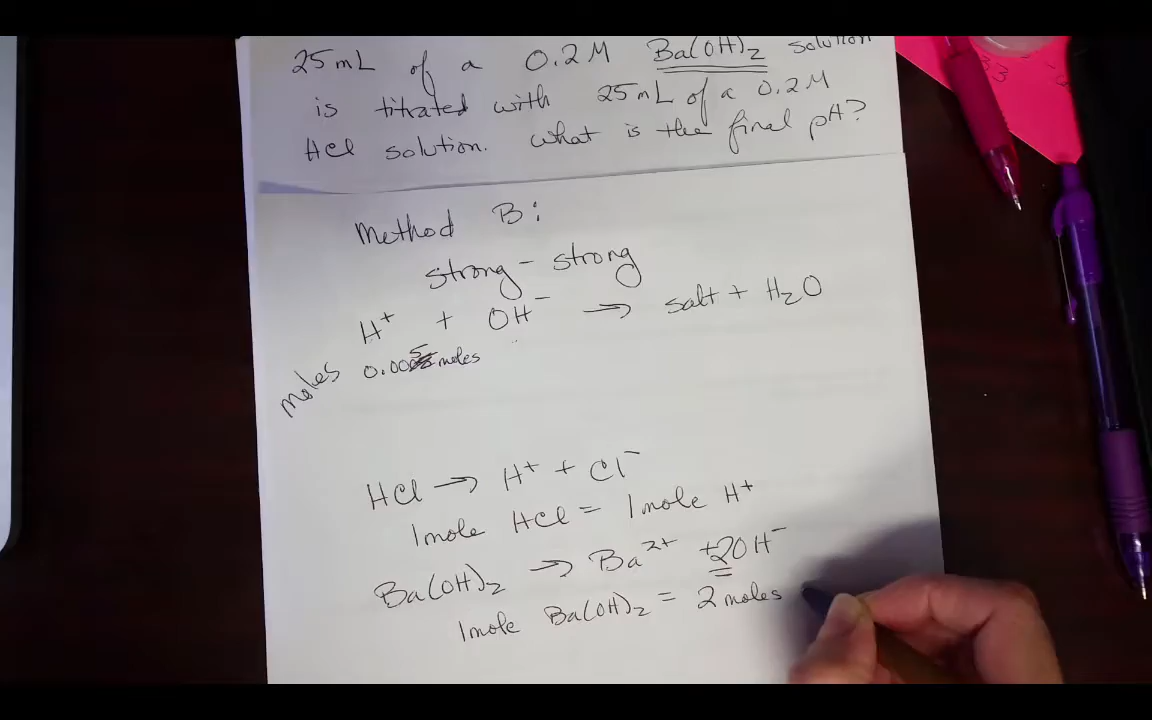 25mL of a 0.2M Ba(OH)2 solution
is titrated with 25mL of a 0.2M
HCl solution. what is the final pH?
Method B:
strong - strong
H+ + OH- → salt + H2O
moles 0.005 moles
HCl → H+ + Cl-
1mole HCl = 1mole H+
Ba(OH)2 → Ba2+ + 2OH-
1mole Ba(OH)2 = 2 moles